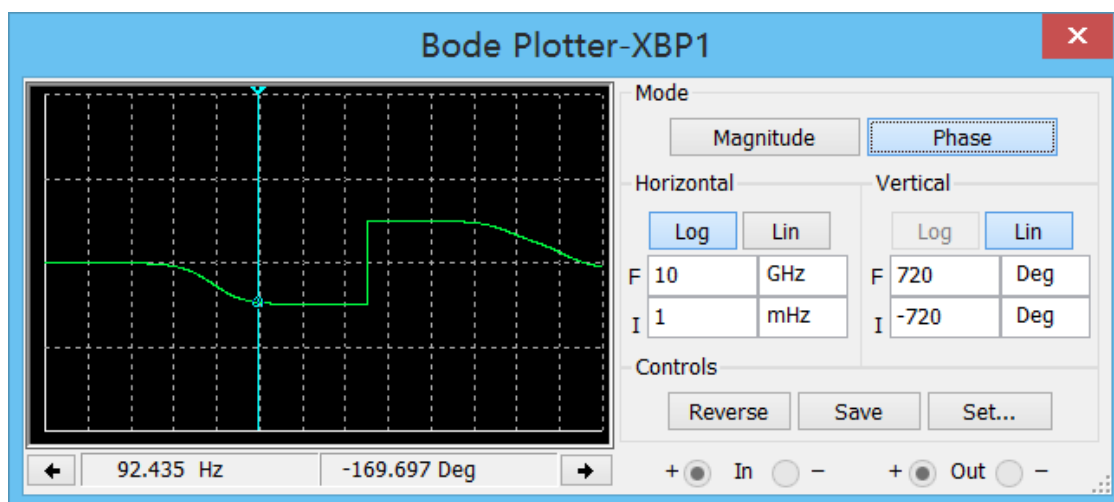 Bode Plotter-XBP1
×
Mode
Magnitude Phase
Horizontal Vertical
Log Lin Log Lin
F 10 GHz F 720 Deg
I 1 mHz I -720 Deg
Controls
Reverse Save Set...
92.435 Hz -169.697 Deg + In − + Out −